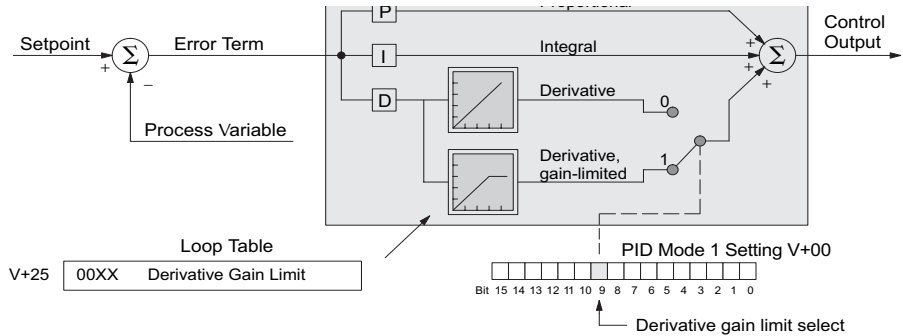 P
Proportional
Control
Output
Setpoint
Σ
Error Term
I
Integral
Σ
+
−
+
+
+
D
Derivative
0
Process Variable
Derivative,
gain-limited
1
Loop Table
V+25
00XX Derivative Gain Limit
PID Mode 1 Setting V+00
Bit 15 14 13 12 11 10 9 8 7 6 5 4 3 2 1 0
Derivative gain limit select